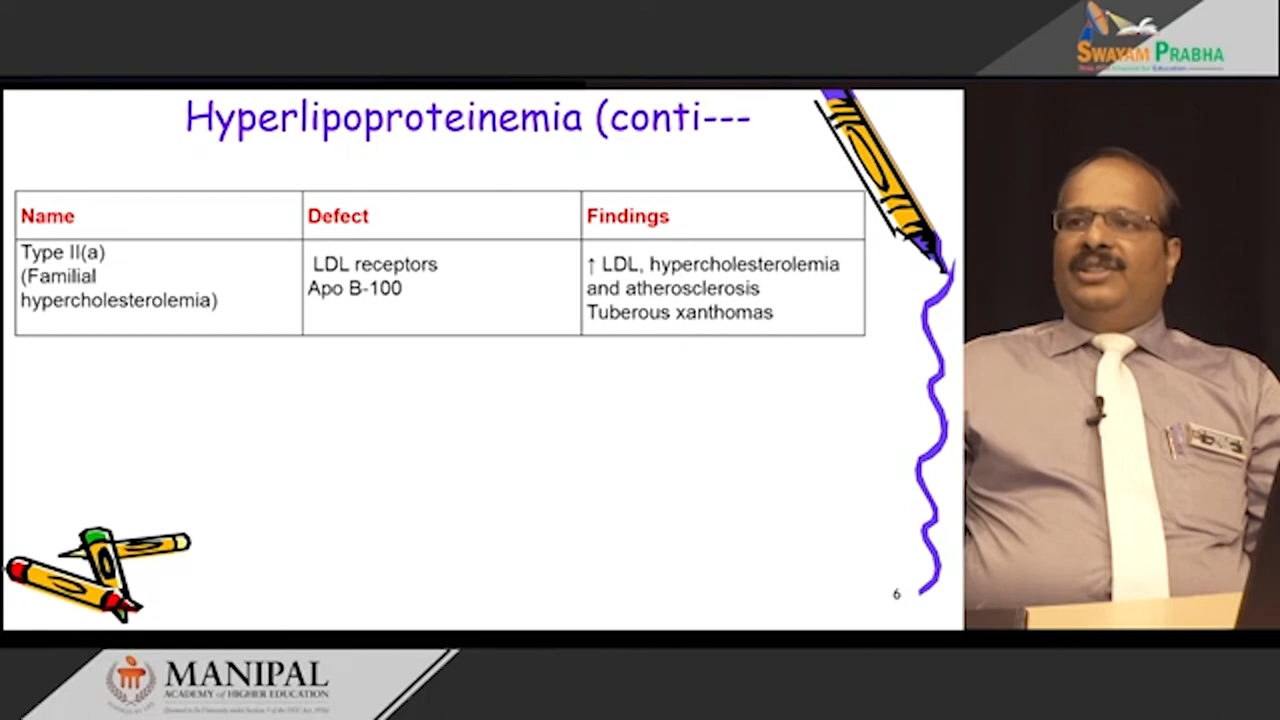 SWAYAM PRABHA
Hyperlipoproteinemia (conti---
Name
Defect
Findings
Type II(a)
(Familial
hypercholesterolemia)
LDL receptors
Apo B-100
↑ LDL, hypercholesterolemia
and atherosclerosis
Tuberous xanthomas
6
MANIPAL
ACADEMY of HIGHER EDUCATION